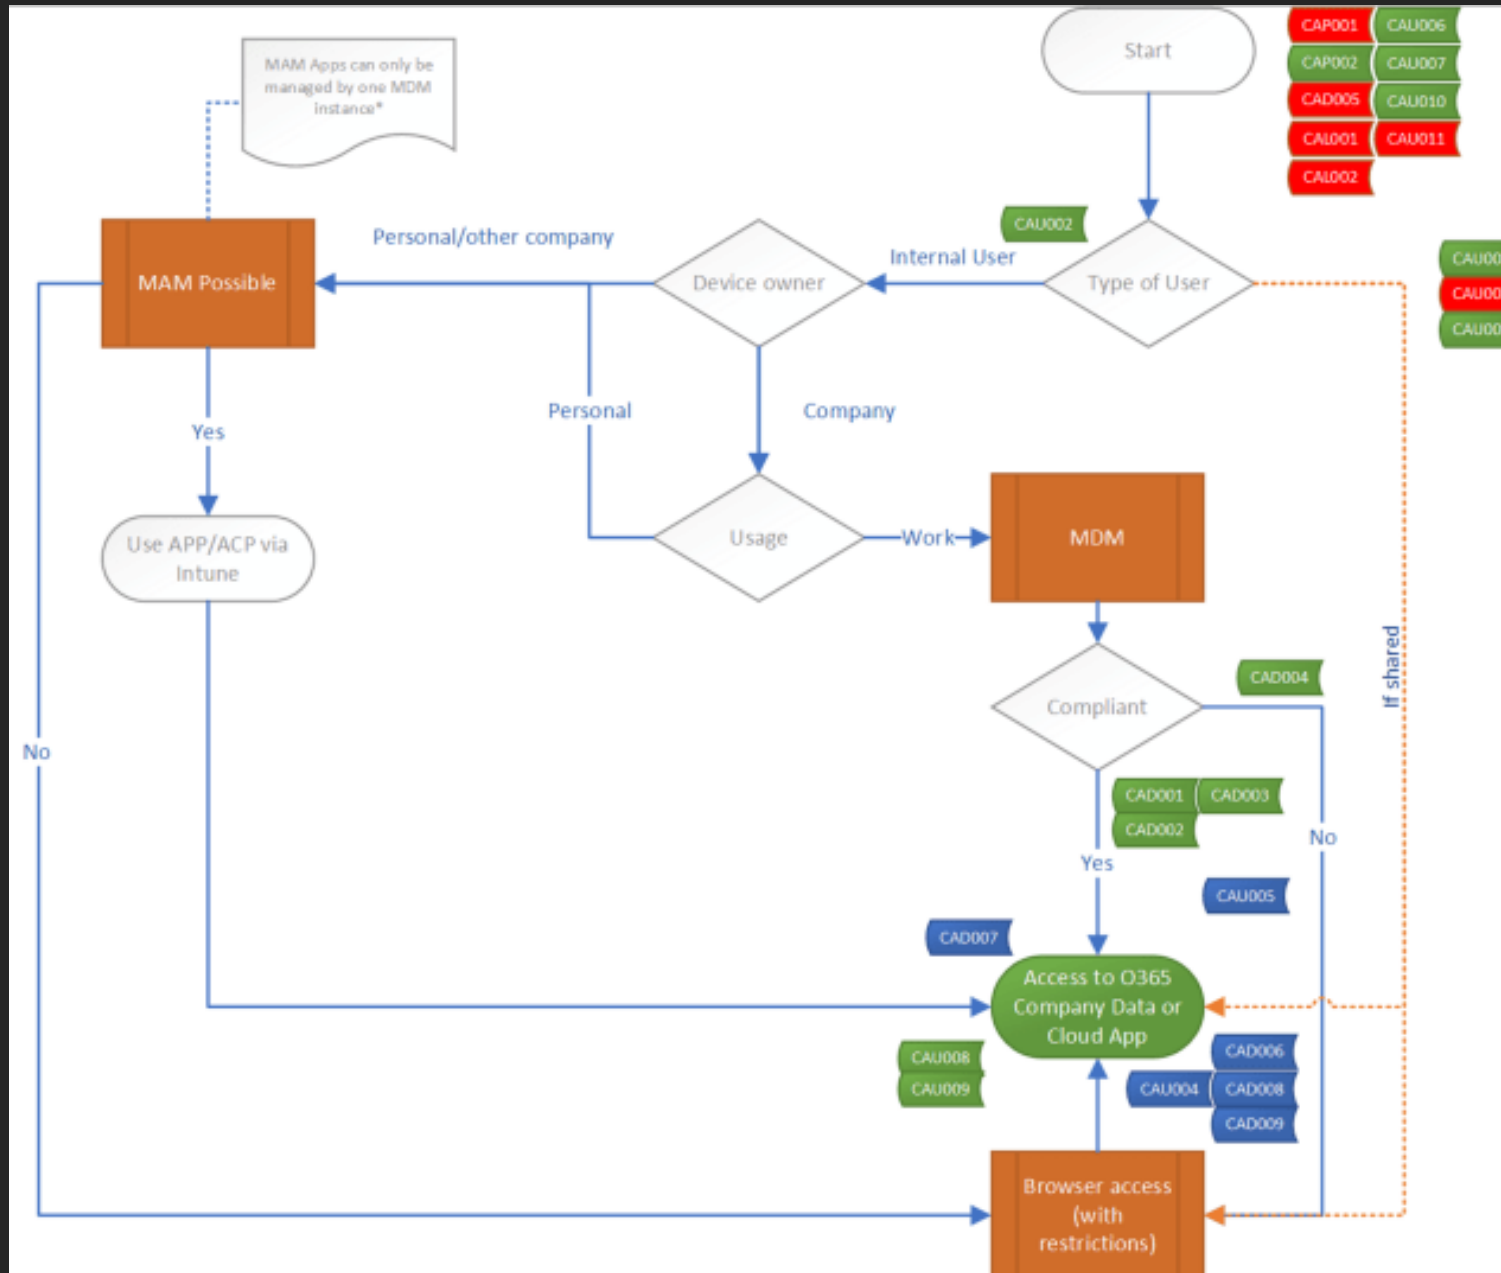 Start
CAP001
CAU006
CAP002
CAU007
CAD005
CAU010
CAL001
CAU011
CAL002
MAM Apps can only be
managed by one MDM
instance*
CAU002
Personal/other company
Internal User
MAM Possible
Device owner
Type of User
CAU00
CAU00
CAU00
Personal
Company
Yes
Use APP/ACP via
Intune
Usage
Work
MDM
If shared
CAD004
Compliant
No
CAD001
CAD003
CAD002
No
Yes
CAU005
CAD007
Access to O365
Company Data or
Cloud App
CAU008
CAU009
CAD006
CAU004
CAD008
CAD009
Browser access
(with
restrictions)